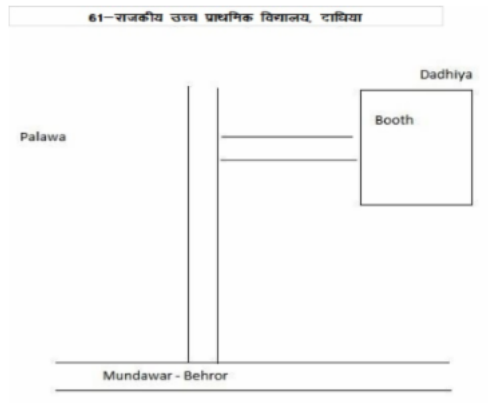 61-राजकीय उच्च प्राथमिक विद्यालय, दाधिया
Dadhiya
Booth
Palawa
Mundawar - Behror